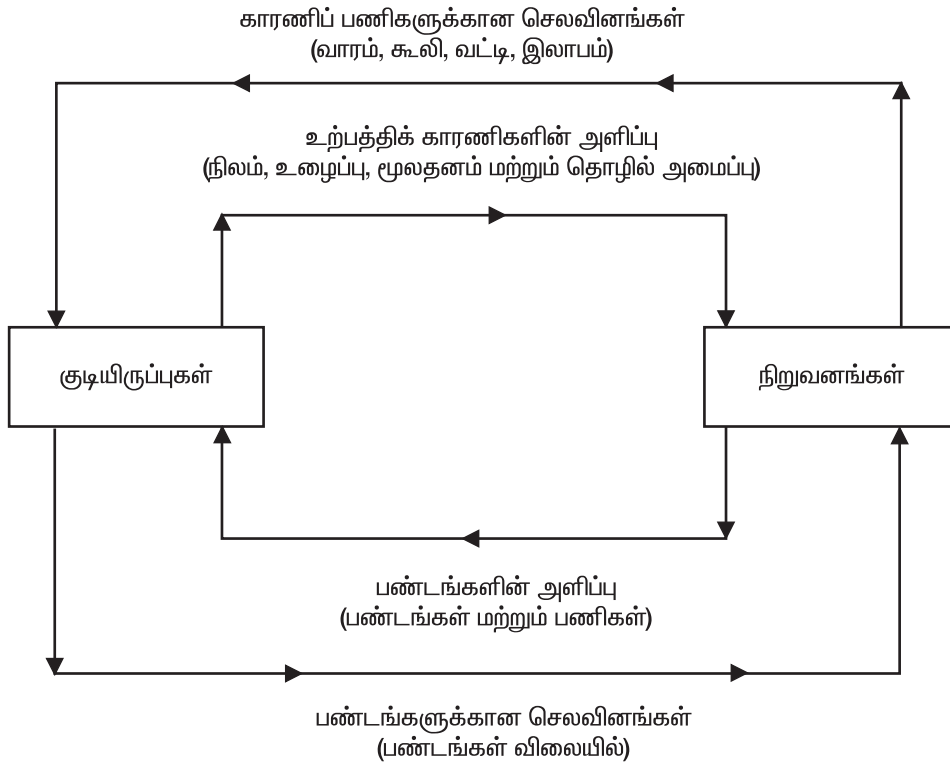 காரணிப் பணிகளுக்கான செலவினங்கள்
(வாரம், கூலி, வட்டி, இலாபம்)
உற்பத்திக் காரணிகளின் அளிப்பு
(நிலம், உழைப்பு, மூலதனம் மற்றும் தொழில் அமைப்பு)
குடியிருப்புகள்
நிறுவனங்கள்
பண்டங்களின் அளிப்பு
(பண்டங்கள் மற்றும் பணிகள்)
பண்டங்களுக்கான செலவினங்கள்
(பண்டங்கள் விலையில்)